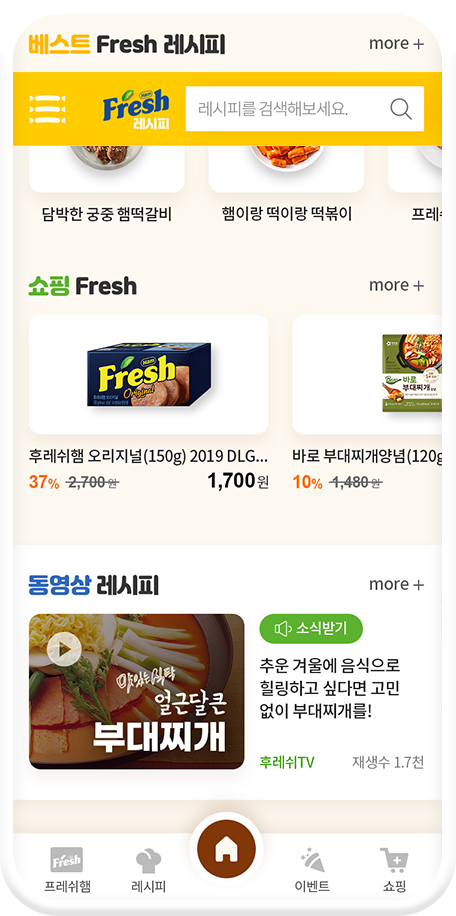 베스트 Fresh 레시피
more +
Ham
Fresh
레시피
레시피를 검색해보세요.
담박한 궁중 햄떡갈비
햄이랑 떡이랑 떡볶이
프레
쇼핑 Fresh
more +
Ham
Fresh
Original
바로
부대찌개
후레쉬햄 오리지널(150g) 2019 DLG...
37% 2,700원
1,700원
바로 부대찌개양념(120g
10% 1,480원
동영상 레시피
more +
맛있는식탁
얼큰달큰
부대찌개
소식받기
추운 겨울에 음식으로
힐링하고 싶다면 고민
없이 부대찌개를!
후레쉬TV
재생수 1.7천
Fresh
프레쉬햄
레시피
이벤트
쇼핑